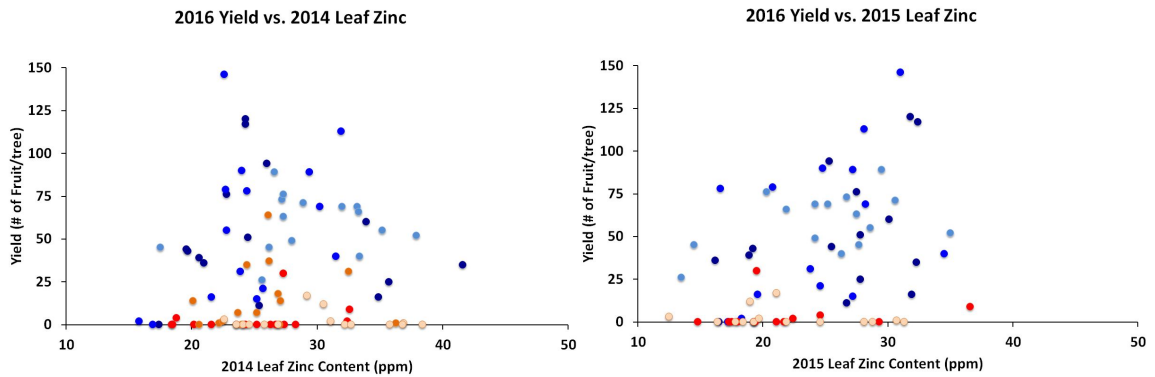 2016 Yield vs. 2014 Leaf Zinc
150
125
100
75
50
25
0
Yield (# of Fruit/tree)
10 20 30 40 50
2014 Leaf Zinc Content (ppm)
2016 Yield vs. 2015 Leaf Zinc
150
125
100
75
50
25
0
Yield (# of Fruit/tree)
10 20 30 40 50
2015 Leaf Zinc Content (ppm)